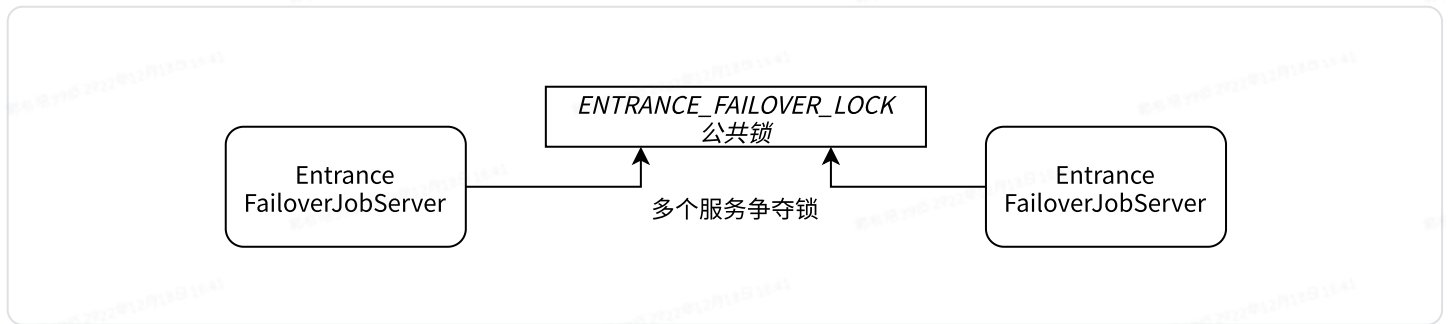 ENTRANCE_FAILOVER_LOCK
公共锁
Entrance
FailoverJobServer
多个服务争夺锁
Entrance
FailoverJobServer